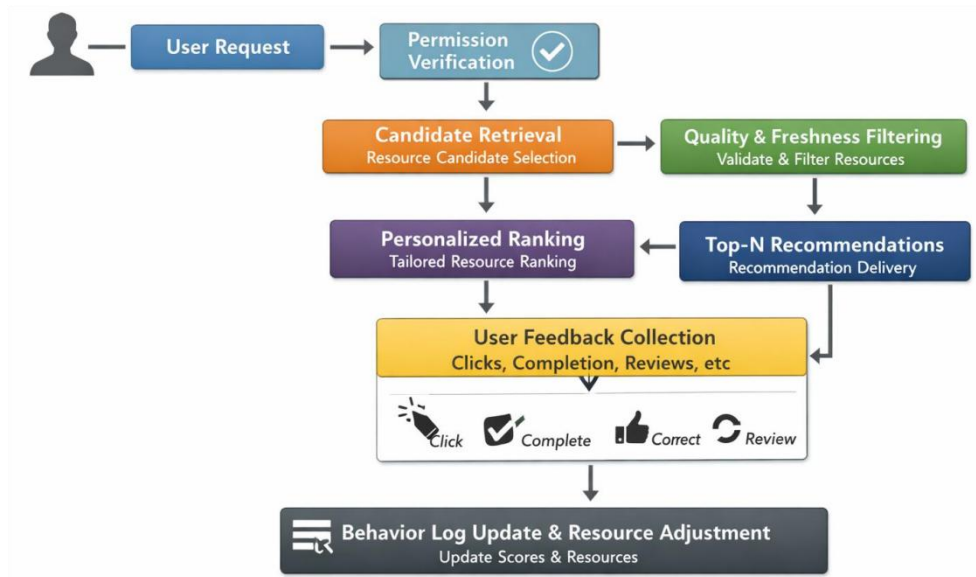 User Request
Permission
Verification
Candidate Retrieval
Resource Candidate Selection
Quality & Freshness Filtering
Validate & Filter Resources
Personalized Ranking
Tailored Resource Ranking
Top-N Recommendations
Recommendation Delivery
User Feedback Collection
Clicks, Completion, Reviews, etc
Click
Complete
Correct
Review
Behavior Log Update & Resource Adjustment
Update Scores & Resources